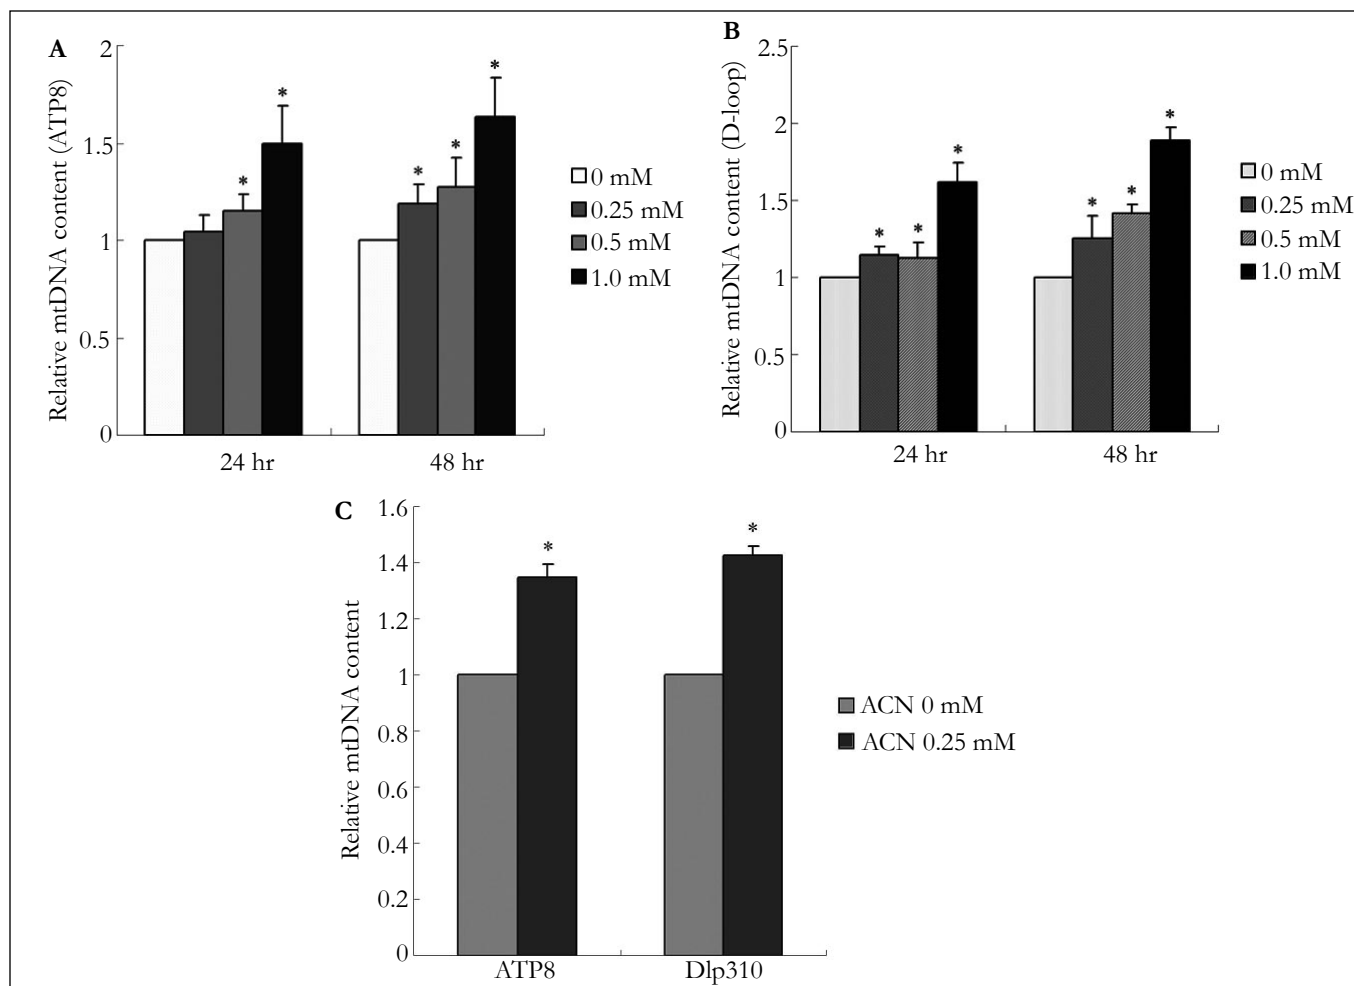 A
Relative mtDNA content (ATP8)
2
1.5
1
0.5
0
*
*
*
*
*
24 hr
48 hr
0 mM
0.25 mM
0.5 mM
1.0 mM
B
Relative mtDNA content (D-loop)
2.5
2
1.5
1
0.5
0
*
*
*
*
*
*
24 hr
48 hr
0 mM
0.25 mM
0.5 mM
1.0 mM
C
Relative mtDNA content
1.6
1.4
1.2
1
0.8
0.6
0.4
0.2
0
*
*
ATP8
Dlp310
ACN 0 mM
ACN 0.25 mM